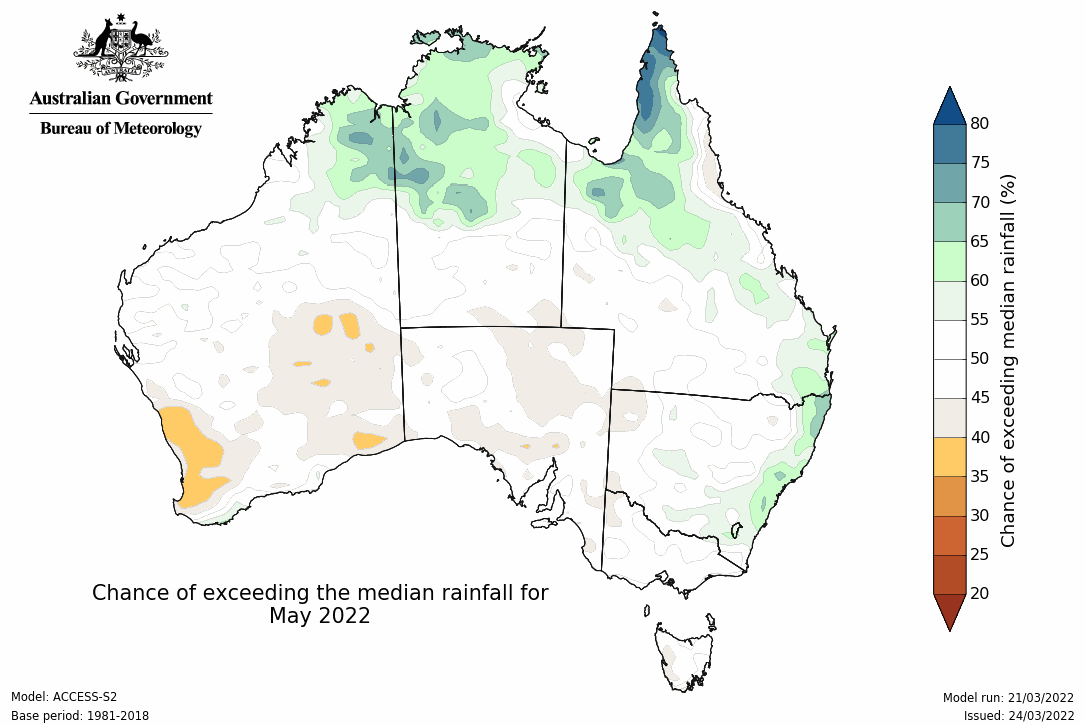 Australian Government
Bureau of Meteorology
80
75
70
65
60
55
50
45
40
35
30
25
20
Chance of exceeding median rainfall (%)
Chance of exceeding the median rainfall for
May 2022
Model: ACCESS-S2
Base period: 1981-2018
Model run: 21/03/2022
Issued: 24/03/2022